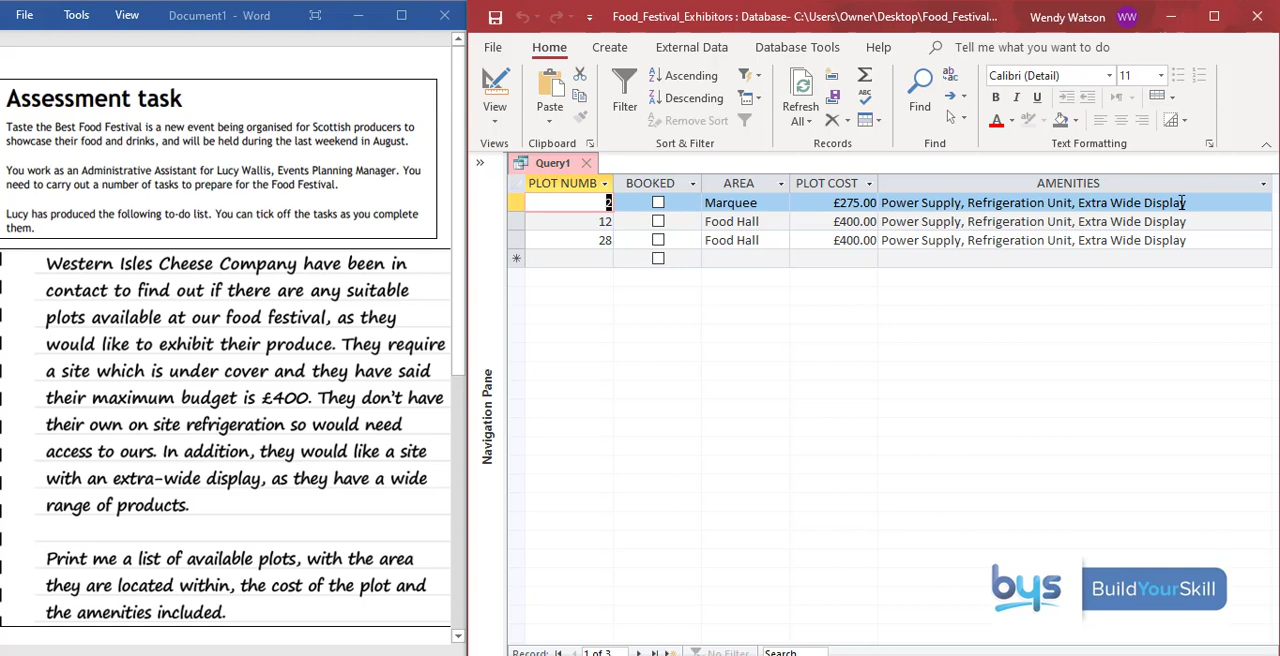 File Tools View Document1 - Word
Food_Festival_Exhibitors : Database- C:\Users\Owner\Desktop\Food_Festival... Wendy Watson WW
File Home Create External Data Database Tools Help Tell me what you want to do
View
Views
Paste
Clipboard
Filter
Ascending
Descending
Remove Sort
Sort & Filter
Refresh
All
Records
Find
Find
Calibri (Detail) 11
B I U
Text Formatting
Assessment task
Taste the Best Food Festival is a new event being organised for Scottish producers to
showcase their food and drinks, and will be held during the last weekend in August.
You work as an Administrative Assistant for Lucy Wallis, Events Planning Manager. You
need to carry out a number of tasks to prepare for the Food Festival.
Lucy has produced the following to-do list. You can tick off the tasks as you complete
them.
Western Isles Cheese Company have been in
contact to find out if there are any suitable
plots available at our food festival, as they
would like to exhibit their produce. They require
a site which is under cover and they have said
their maximum budget is £400. They don't have
their own on site refrigeration so would need
access to ours. In addition, they would like a site
with an extra-wide display, as they have a wide
range of products.
Print me a list of available plots, with the area
they are located within, the cost of the plot and
the amenities included.
Query1
PLOT NUMB BOOKED AREA PLOT COST AMENITIES
2 Marquee £275.00 Power Supply, Refrigeration Unit, Extra Wide Display
12 Food Hall £400.00 Power Supply, Refrigeration Unit, Extra Wide Display
28 Food Hall £400.00 Power Supply, Refrigeration Unit, Extra Wide Display
Navigation Pane
bys BuildYourSkill
Record: 1 of 3 No Filter Search